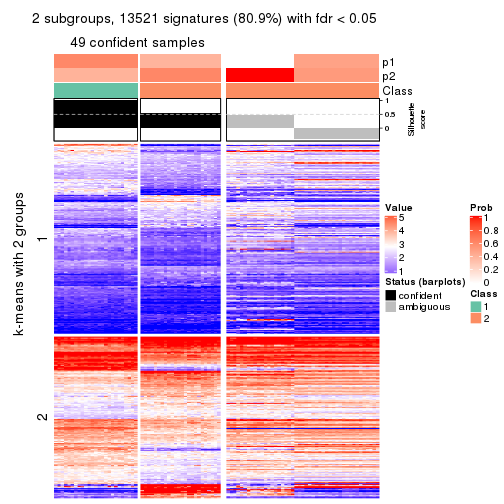 2 subgroups, 13521 signatures (80.9%) with fdr < 0.05
49 confident samples
p1
p2
Class
1
0.5
0
Silhouette
score
k-means with 2 groups
1
2
Value
5
4
3
2
1
Status (barplots)
confident
ambiguous
Prob
1
0.8
0.6
0.4
0.2
0
Class
1
2